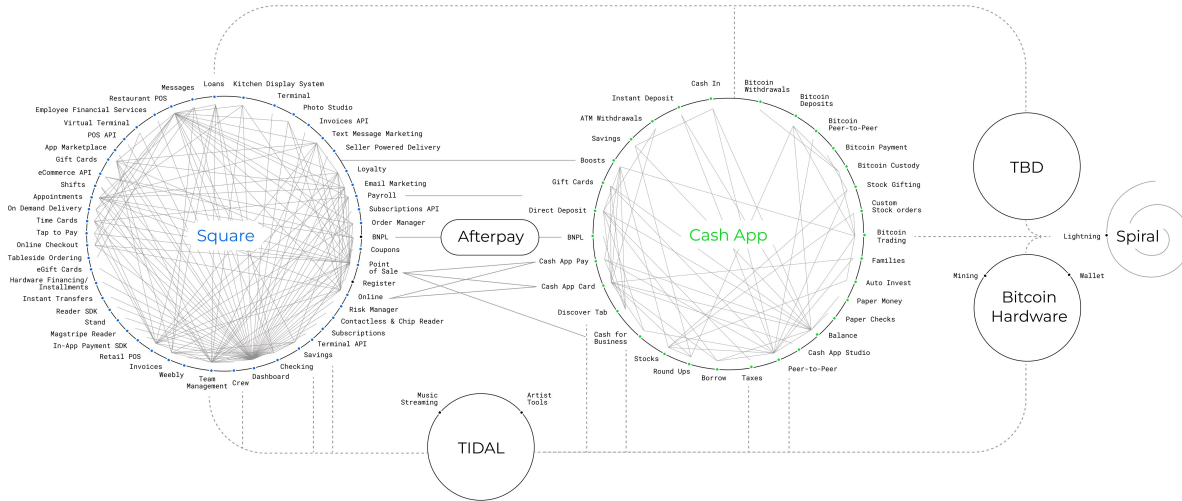 Loans
Kitchen Display System
Messages
Terminal
Restaurant POS
Photo Studio
Employee Financial Services
Invoices API
Virtual Terminal
Text Message Marketing
POS API
Seller Powered Delivery
App Marketplace
Gift Cards
Loyalty
eCommerce API
Email Marketing
Shifts
Payroll
Appointments
Subscriptions API
On Demand Delivery
Order Manager
Time Cards
BNPL
Tap to Pay
Coupons
Online Checkout
Point
of Sale
Tableside Ordering
Register
eGift Cards
Online
Hardware Financing/
Installments
Risk Manager
Instant Transfers
Contactless & Chip Reader
Reader SDK
Subscriptions
Stand
Terminal API
Magstripe Reader
Savings
In-App Payment SDK
Checking
Retail POS
Dashboard
Invoices
Crew
Weebly
Team
Management
Square
Afterpay
Cash In
Bitcoin
Withdrawals
Instant Deposit
Bitcoin
Deposits
ATM Withdrawals
Bitcoin
Peer-to-Peer
Savings
Bitcoin Payment
Boosts
Bitcoin Custody
Gift Cards
Stock Gifting
Direct Deposit
Custom
Stock orders
BNPL
Bitcoin
Trading
Cash App Pay
Families
Cash App Card
Auto Invest
Discover Tab
Paper Money
Cash for
Business
Paper Checks
Stocks
Balance
Round Ups
Cash App Studio
Borrow
Peer-to-Peer
Taxes
Cash App
TBD
Lightning
Spiral
Mining
Wallet
Bitcoin
Hardware
Music
Streaming
Artist
Tools
TIDAL